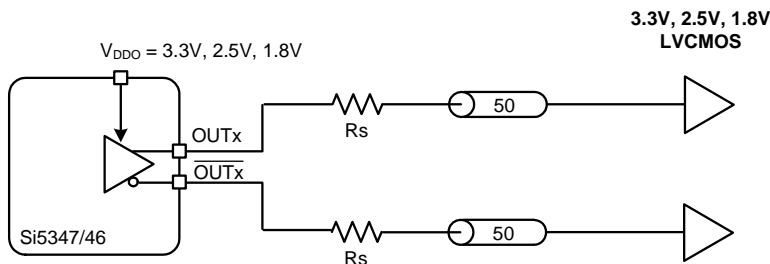 3.3V, 2.5V, 1.8V
LVCMOS
VDDO = 3.3V, 2.5V, 1.8V
OUTx
Rs
50
OUTx
Si5347/46
Rs
50